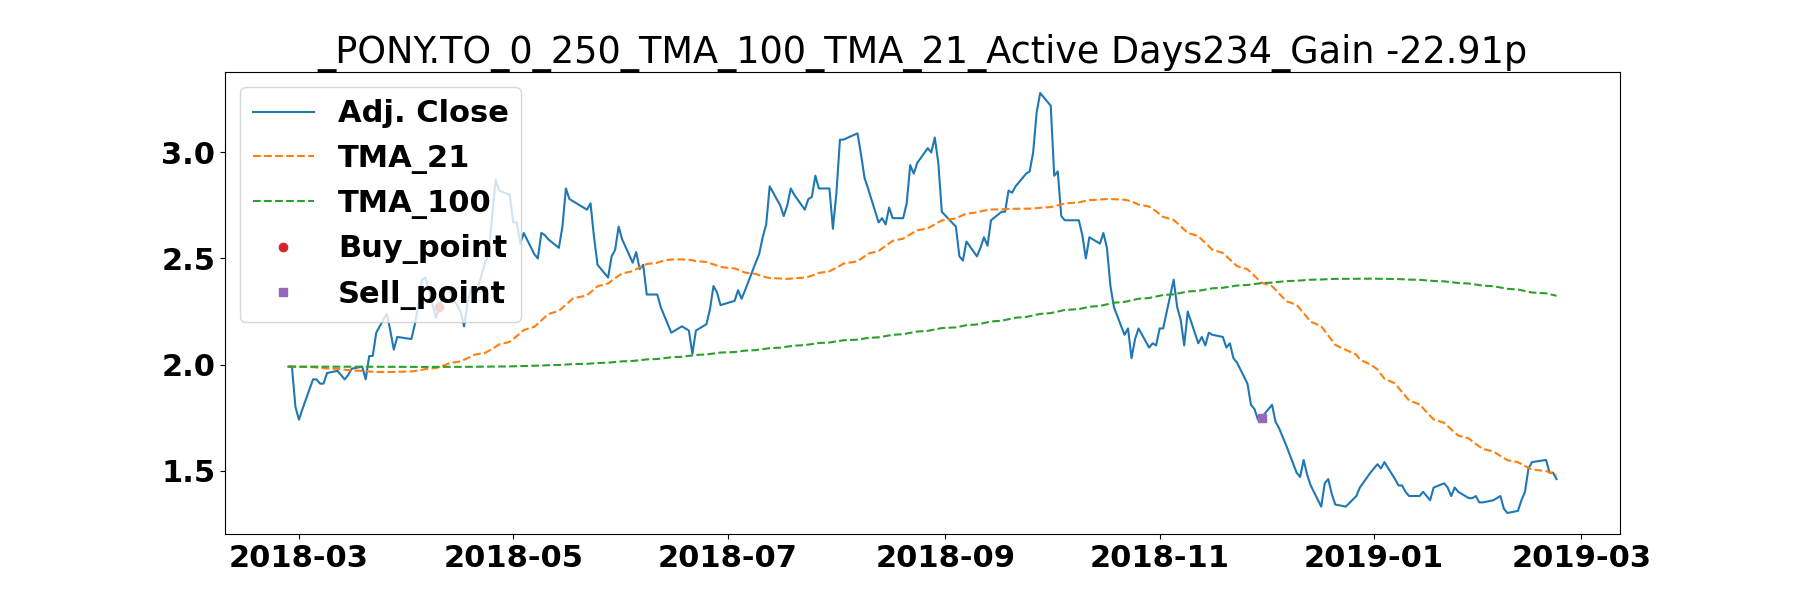 _PONY.TO_0_250_TMA_100_TMA_21_Active Days234_Gain -22.91p
Adj. Close
TMA_21
TMA_100
Buy_point
Sell_point
3.0
2.5
2.0
1.5
2018-03 2018-05 2018-07 2018-09 2018-11 2019-01 2019-03